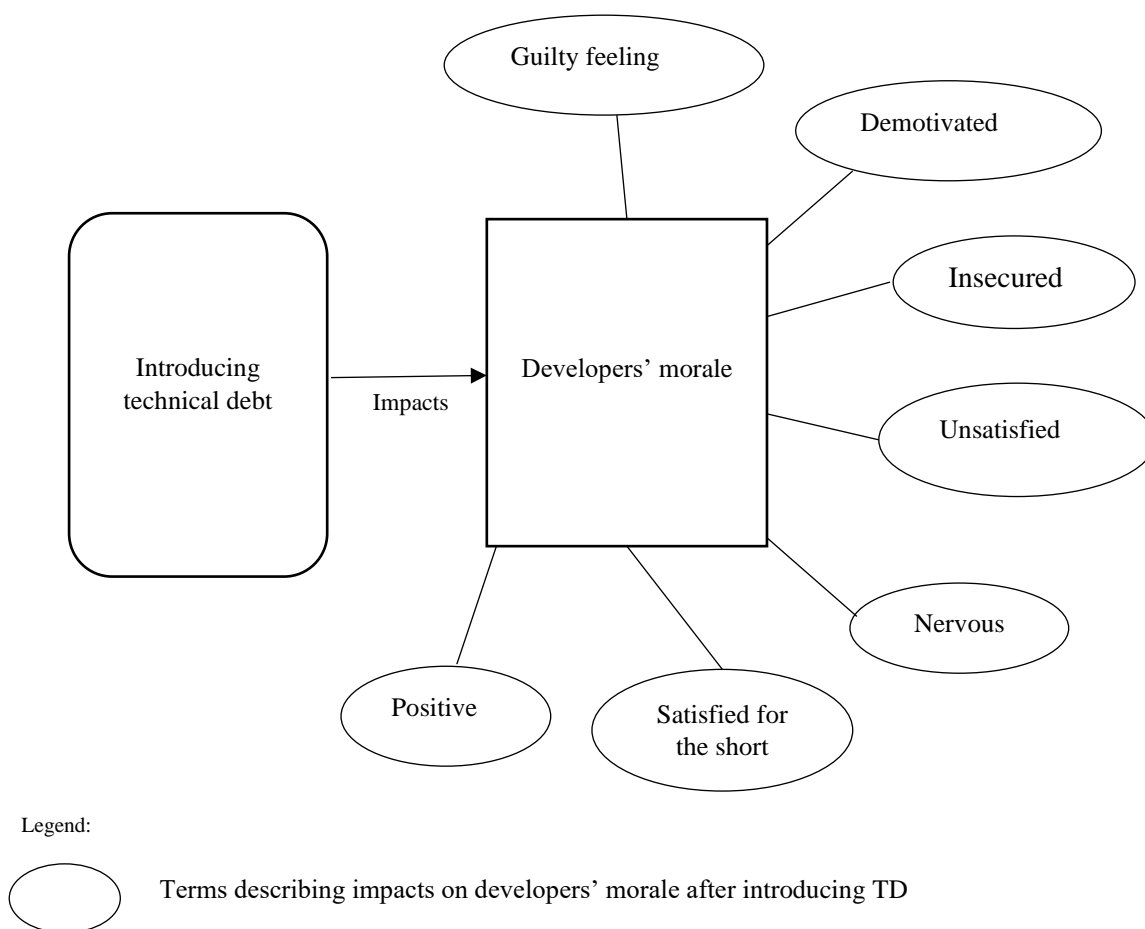 Guilty feeling
Demotivated
Insecured
Introducing
technical debt
Impacts
Developers’ morale
Unsatisfied
Nervous
Positive
Satisfied for
the short
Legend:
Terms describing impacts on developers’ morale after introducing TD